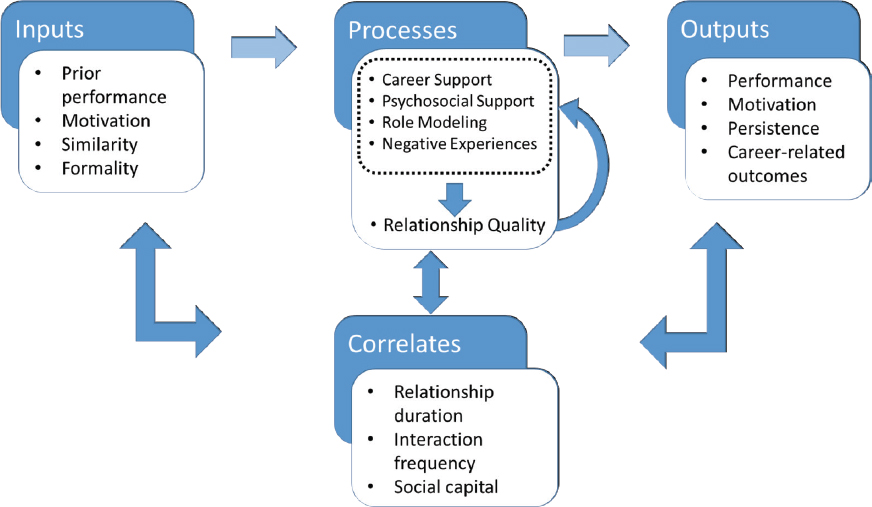 Inputs
• Prior
performance
• Motivation
• Similarity
• Formality
Processes
• Career Support
• Psychosocial Support
• Role Modeling
• Negative Experiences
• Relationship Quality
Outputs
• Performance
• Motivation
• Persistence
• Career-related
outcomes
Correlates
• Relationship
duration
• Interaction
frequency
• Social capital